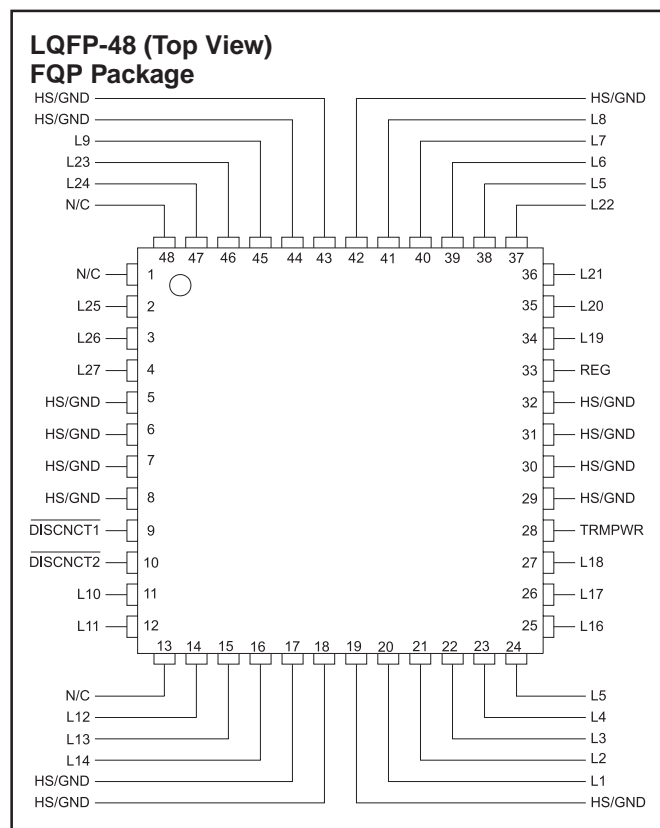 LQFP-48 (Top View)
FQP Package
HS/GND
HS/GND
HS/GND
L8
L9
L7
L23
L6
L24
L5
N/C
L22
48 47 46 45 44 43 42 41 40 39 38 37
N/C 1 36 L21
L25 2 35 L20
L26 3 34 L19
L27 4 33 REG
HS/GND 5 32 HS/GND
HS/GND 6 31 HS/GND
HS/GND 7 30 HS/GND
HS/GND 8 29 HS/GND
DISCNCT1 9 28 TRMPWR
DISCNCT2 10 27 L18
L10 11 26 L17
L11 12 25 L16
13 14 15 16 17 18 19 20 21 22 23 24
N/C
L5
L12
L4
L13
L3
L14
L2
HS/GND
L1
HS/GND
HS/GND